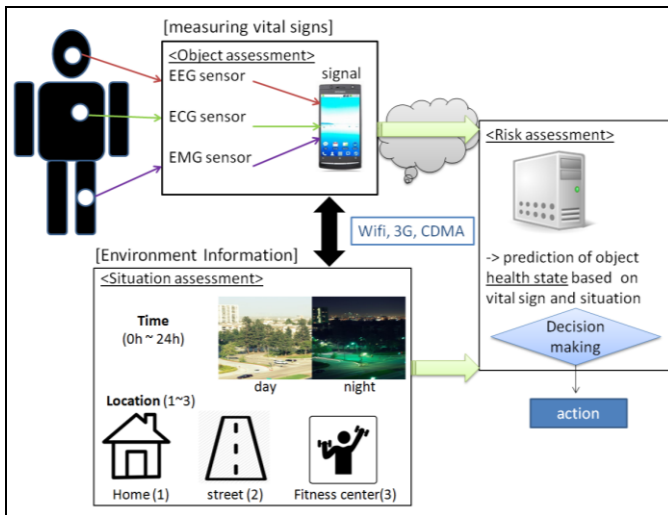 [measuring vital signs]
<Object assessment>
EEG sensor
signal
ECG sensor
EMG sensor
<Risk assessment>
-> prediction of object
health state based on
vital sign and situation
Decision
making
action
Wifi, 3G, CDMA
[Environment Information]
<Situation assessment>
Time
(0h ~ 24h)
day
night
Location (1~3)
Home (1)
street (2)
Fitness center(3)